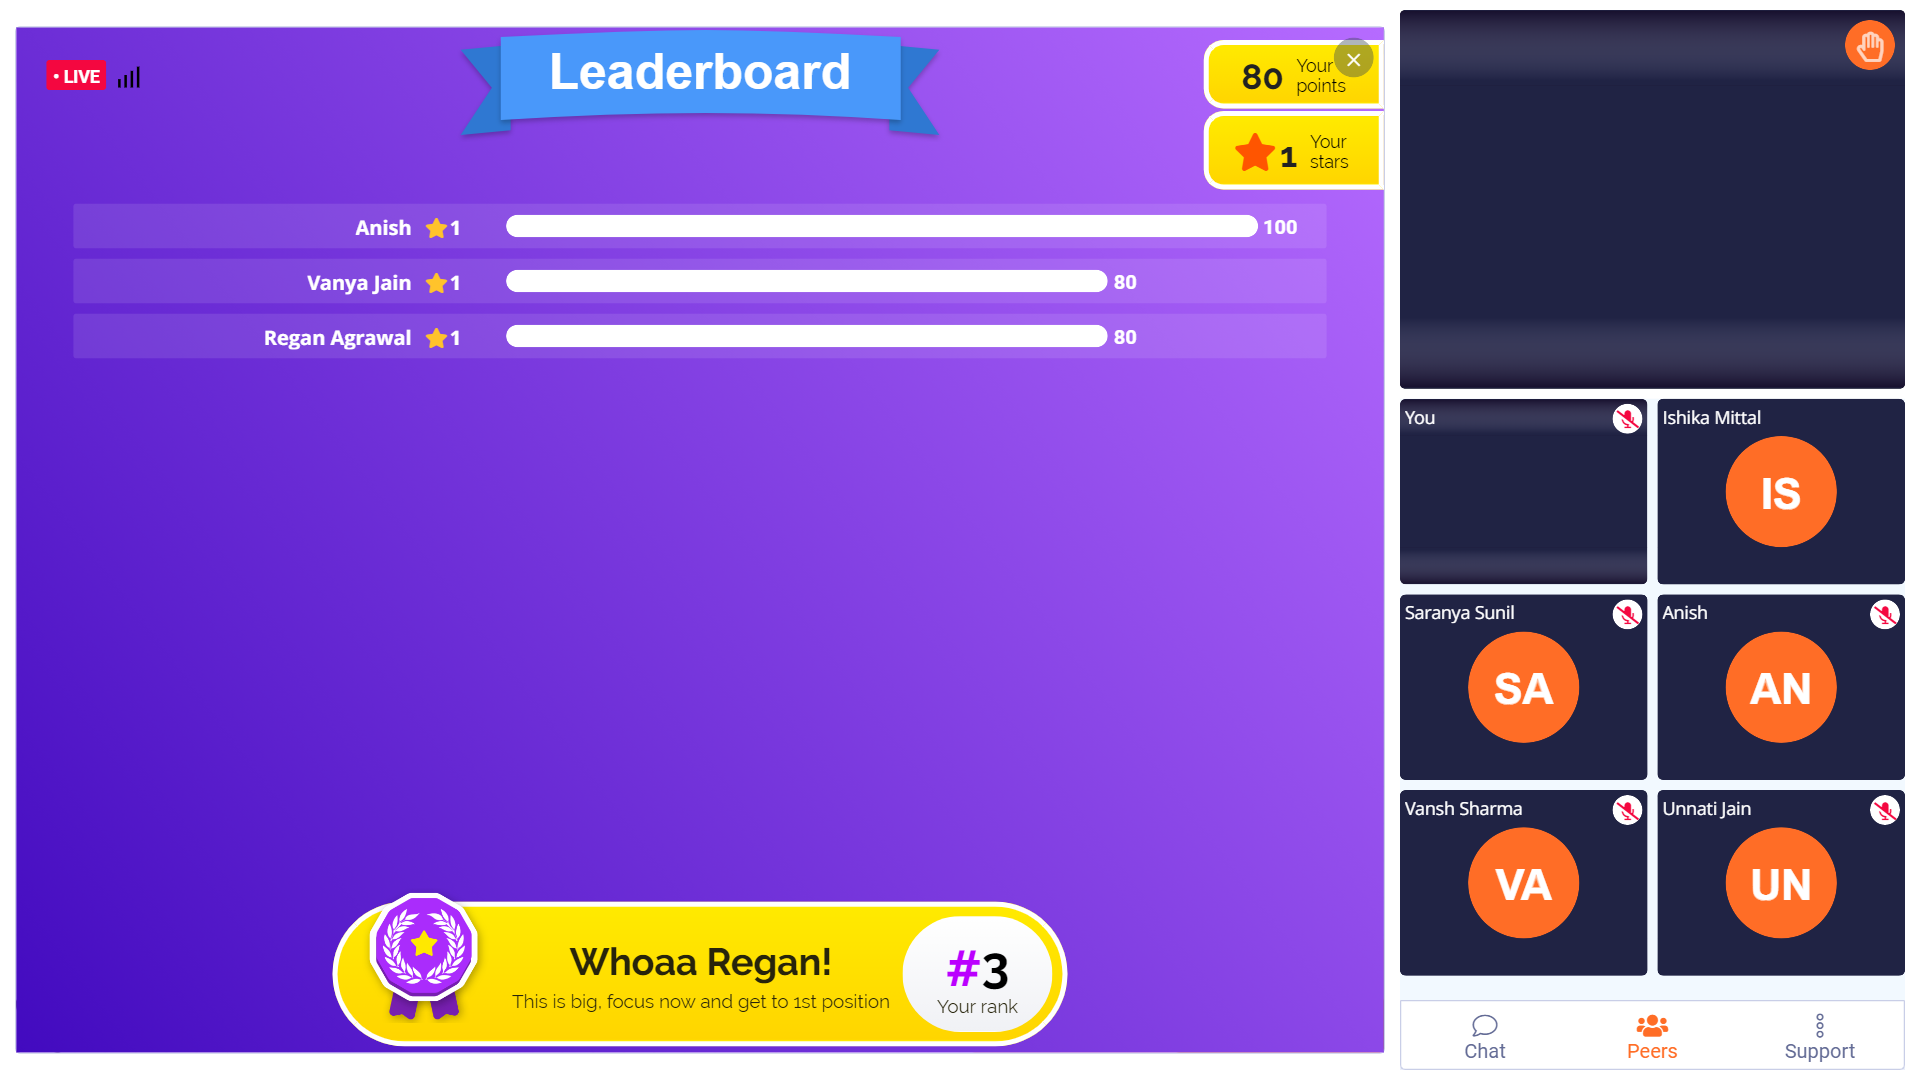 • LIVE
Leaderboard
80 Your points
1 Your stars
Anish 1 100
Vanya Jain 1 80
Regan Agrawal 1 80
Whoaa Regan!
This is big, focus now and get to 1st position
#3
Your rank
You
Ishika Mittal
IS
Saranya Sunil
SA
Anish
AN
Vansh Sharma
VA
Unnati Jain
UN
Chat
Peers
Support